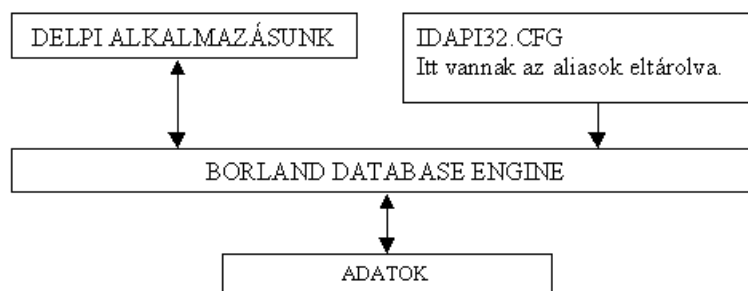 DELPI ALKALMAZÁSUNK
IDAPI32.CFG
Itt vannak az aliasok eltárolva.
BORLAND DATABASE ENGINE
ADATOK